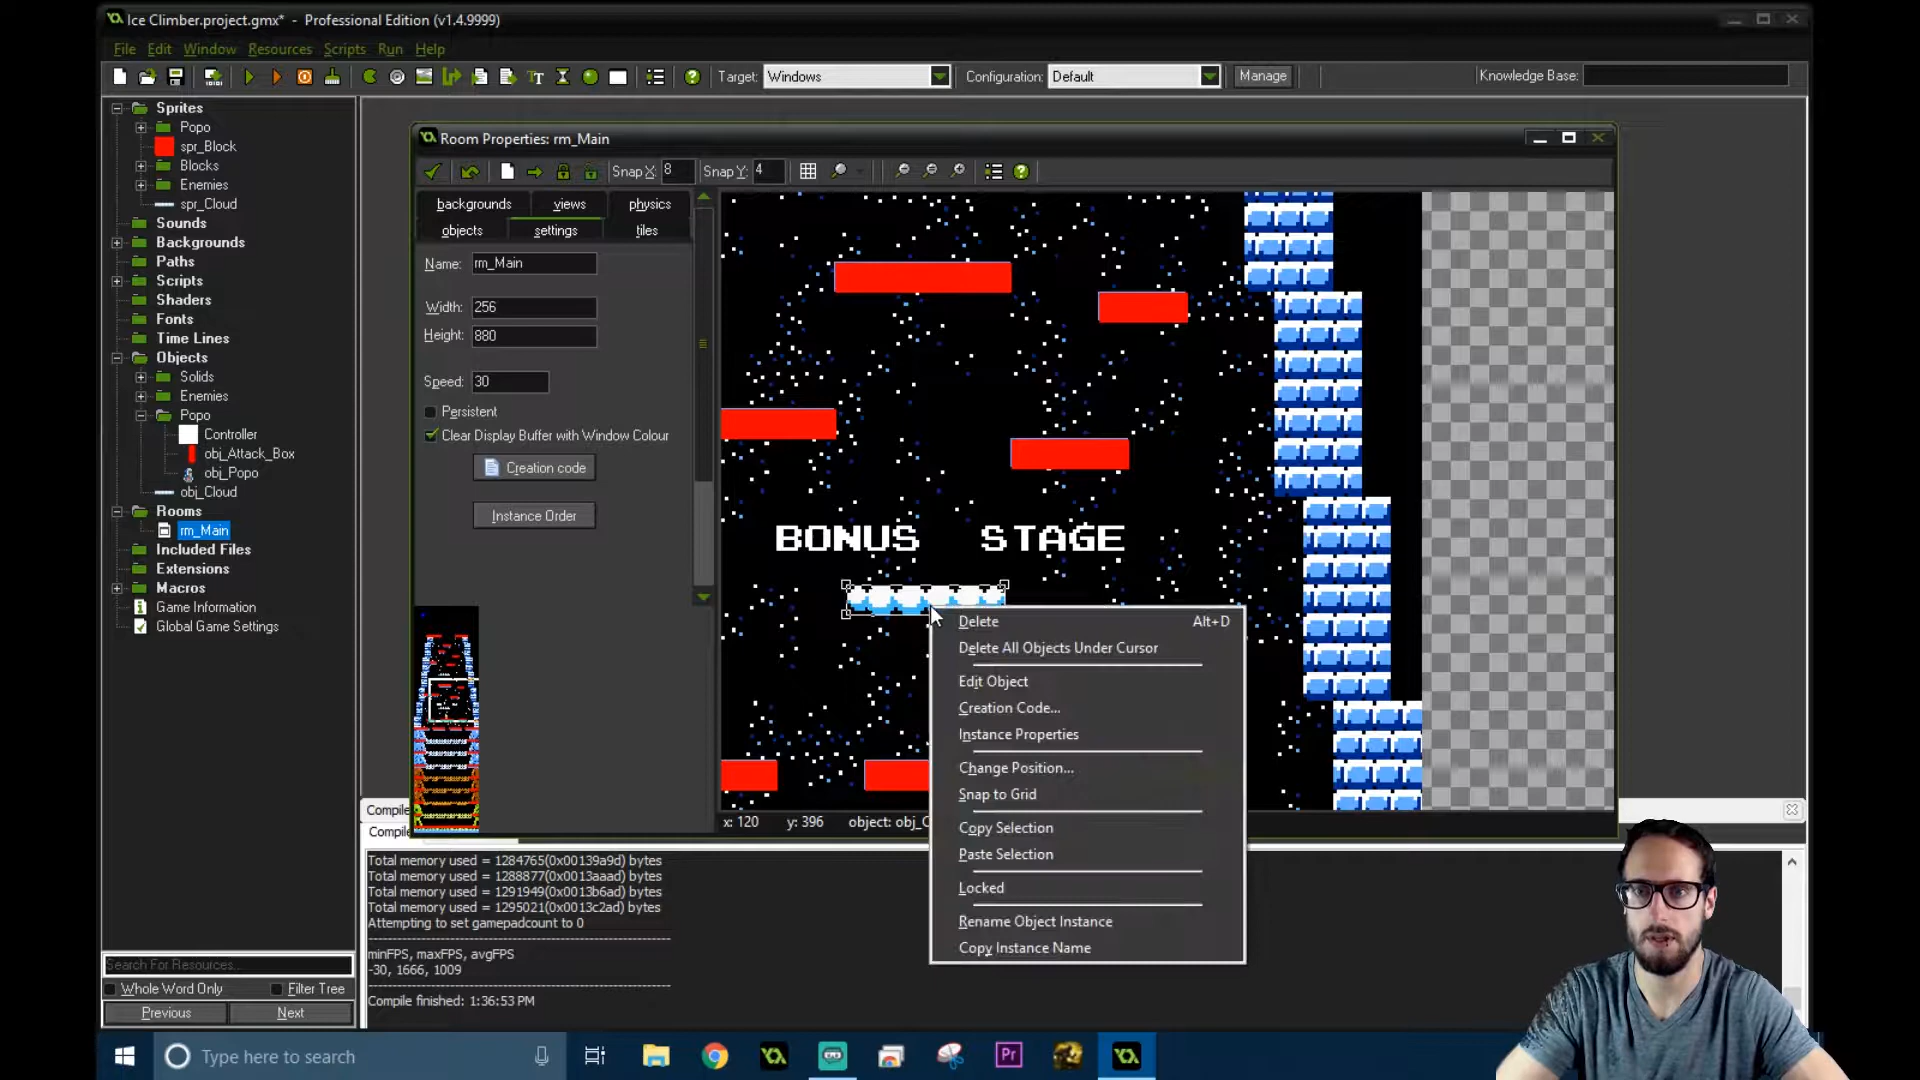 Ice Climber.project.gmx* - Professional Edition (v1.4.9999)
File Edit Window Resources Scripts Run Help
Target: Windows Configuration: Default Manage Knowledge Base:
Sprites
Popo
spr_Block
Blocks
Enemies
spr_Cloud
Sounds
Backgrounds
Paths
Scripts
Shaders
Fonts
Time Lines
Objects
Solids
Enemies
Popo
Controller
obj_Attack_Box
obj_Popo
obj_Cloud
Rooms
rm_Main
Included Files
Extensions
Macros
Game Information
Global Game Settings
Search For Resources...
Whole Word Only Filter Tree
Previous Next
Room Properties: rm_Main
Snap X: 8 Snap Y: 4
backgrounds views physics
objects settings tiles
Name: rm_Main
Width: 256
Height: 880
Speed: 30
Persistent
Clear Display Buffer with Window Colour
Creation code
Instance Order
BONUS STAGE
Delete Alt+D
Delete All Objects Under Cursor
Edit Object
Creation Code...
Instance Properties
Change Position...
Snap to Grid
Copy Selection
Paste Selection
Locked
Rename Object Instance
Copy Instance Name
x: 120 y: 396 object: obj_C
Compile
Compile
Total memory used = 1284765(0x00139a9d) bytes
Total memory used = 1288877(0x0013aaad) bytes
Total memory used = 1291949(0x0013b6ad) bytes
Total memory used = 1295021(0x0013c2ad) bytes
Attempting to set gamepadcount to 0
minFPS, maxFPS, avgFPS
-30, 1666, 1009
Compile finished: 1:36:53 PM
Type here to search
Pr